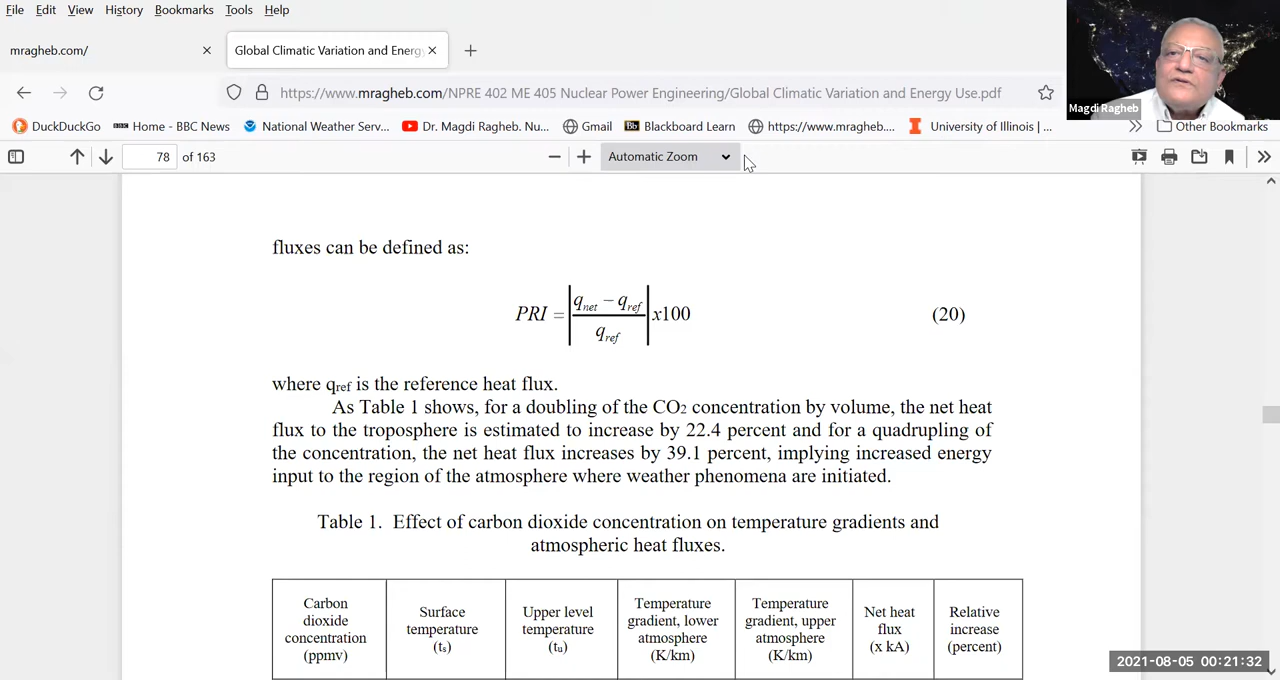 File Edit View History Bookmarks Tools Help
mragheb.com/
Global Climatic Variation and Energ
https://www.mragheb.com/NPRE 402 ME 405 Nuclear Power Engineering/Global Climatic Variation and Energy Use.pdf
Magdi Ragheb
DuckDuckGo
BBC Home - BBC News
National Weather Serv...
Dr. Magdi Ragheb. Nu...
Gmail
Bb Blackboard Learn
https://www.mragheb....
I University of Illinois |...
Other Bookmarks
78 of 163
Automatic Zoom
fluxes can be defined as:
PRI = |(q_net − q_ref)/q_ref| x100 (20)
where qref is the reference heat flux.
As Table 1 shows, for a doubling of the CO2 concentration by volume, the net heat
flux to the troposphere is estimated to increase by 22.4 percent and for a quadrupling of
the concentration, the net heat flux increases by 39.1 percent, implying increased energy
input to the region of the atmosphere where weather phenomena are initiated.
Table 1. Effect of carbon dioxide concentration on temperature gradients and
atmospheric heat fluxes.
Carbon
dioxide
concentration
(ppmv)
Surface
temperature
(ts)
Upper level
temperature
(tu)
Temperature
gradient, lower
atmosphere
(K/km)
Temperature
gradient, upper
atmosphere
(K/km)
Net heat
flux
(x kA)
Relative
increase
(percent)
2021-08-05 00:21:32